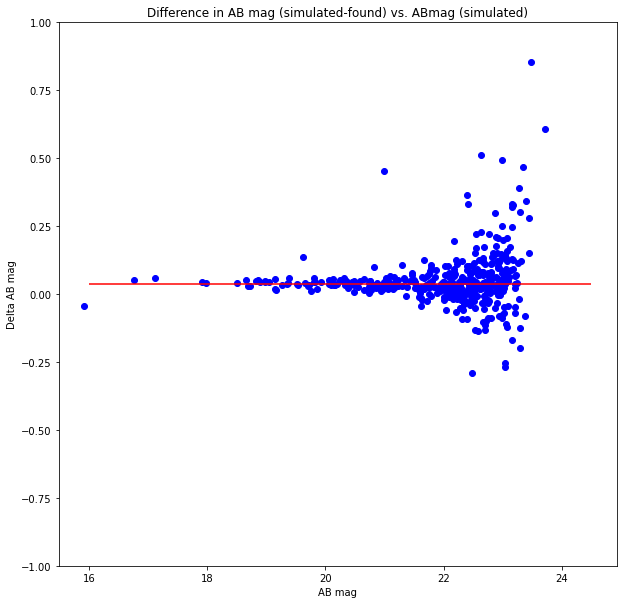 Difference in AB mag (simulated-found) vs. ABmag (simulated)
1.00
0.75
0.50
0.25
0.00
−0.25
−0.50
−0.75
−1.00
Delta AB mag
16 18 20 22 24
AB mag